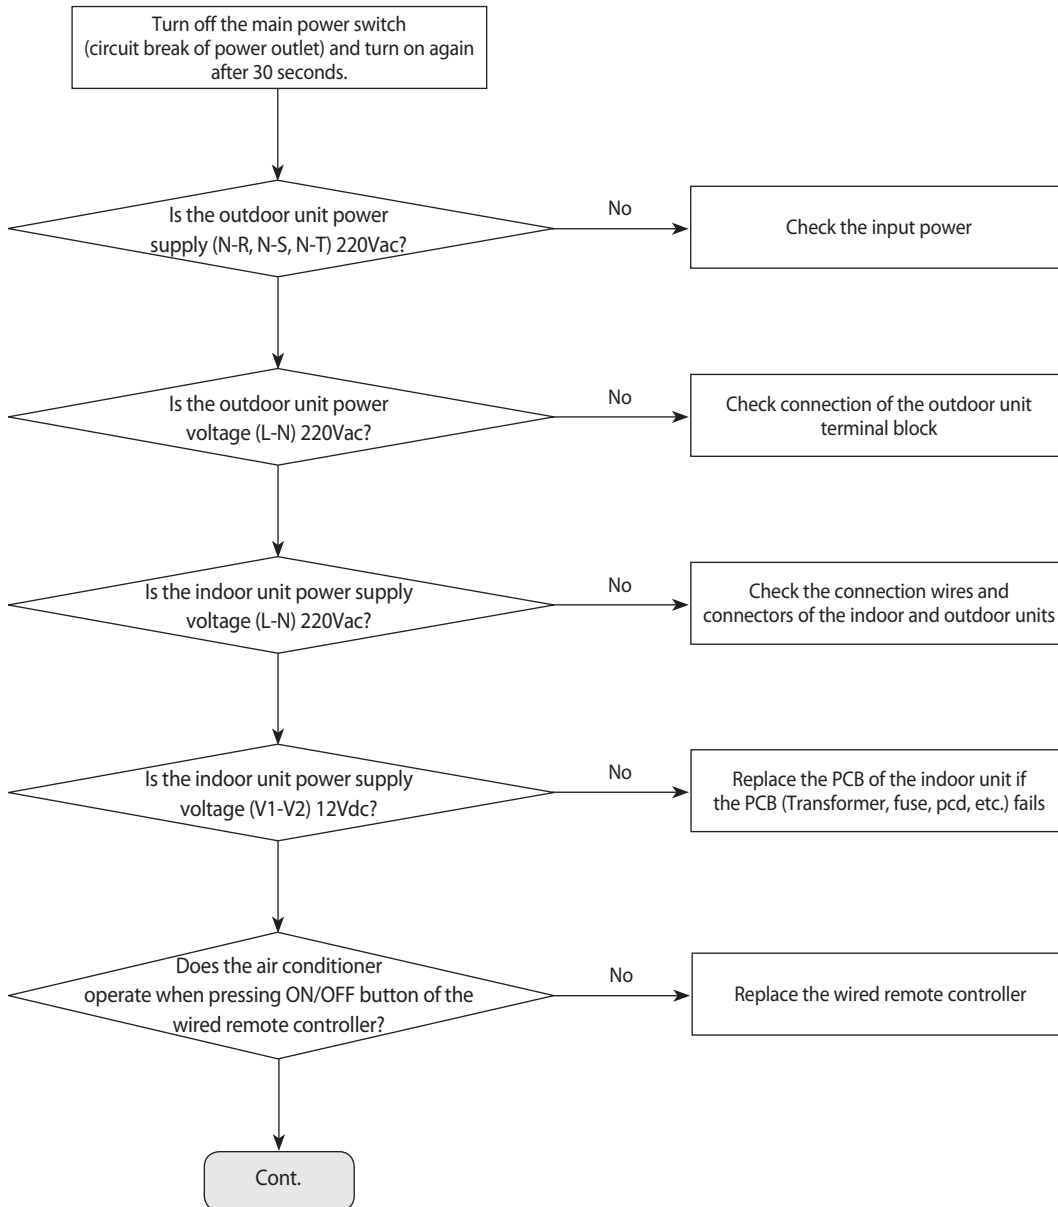 Turn off the main power switch
(circuit break of power outlet) and turn on again
after 30 seconds.
Is the outdoor unit power
supply (N-R, N-S, N-T) 220Vac?
No
Check the input power
Is the outdoor unit power
voltage (L-N) 220Vac?
No
Check connection of the outdoor unit
terminal block
Is the indoor unit power supply
voltage (L-N) 220Vac?
No
Check the connection wires and
connectors of the indoor and outdoor units
Is the indoor unit power supply
voltage (V1-V2) 12Vdc?
No
Replace the PCB of the indoor unit if
the PCB (Transformer, fuse, pcd, etc.) fails
Does the air conditioner
operate when pressing ON/OFF button of the
wired remote controller?
No
Replace the wired remote controller
Cont.